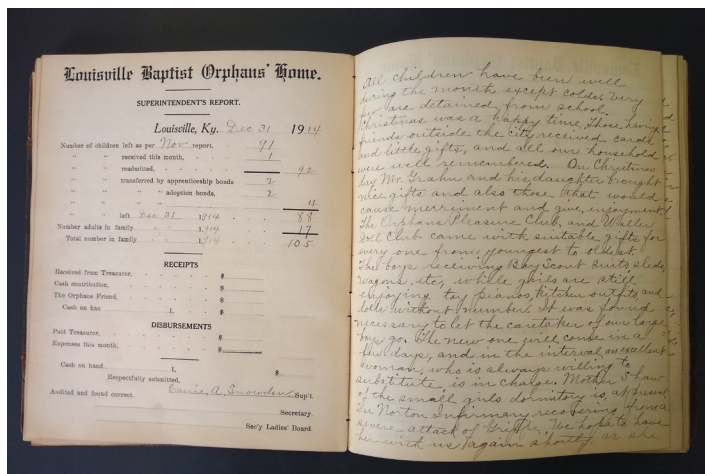 Louisville Baptist Orphans' Home.
SUPERINTENDENT'S REPORT.
Louisville, Ky. Dec 31 1914
Number of children left as per Nov report, 91
" " received this month, 1
" " readmitted, 92
" " transferred by apprenticeship bonds 2
" " " adoption bonds, 2
4
" " left Dec 31 1914 88
Number adults in family 1914 17
Total number in family 1914 105
RECEIPTS
Received from Treasurer, $
Cash contribution, $
The Orphans Friend, $
Cash on hand 1, $
DISBURSEMENTS
Paid Treasurer, $
Expenses this month, $
Cash on hand 1, $
Respectfully submitted,
Audited and found correct. Carrie A. Snowden, Sup't.
Secretary.
Sec'y Ladies' Board.
All children have been well
during the month except colds. Very
few are detained from school.
Christmas was a happy time. Those having
friends outside the city received cards
and little gifts, and all our household
were well remembered. On Christmas
day Mr. Grahn and his daughter brought
nice gifts and also those that would
cause merriment and give enjoyment.
The Orphans Pleasure Club, and Waller
Doll Club came with suitable gifts for
every one from youngest to oldest.
The boys receiving Boy Scout suits, sleds,
wagons, etc, while girls are still
enjoying toy pianos, kitchen outfits, and
dolls without number. It was found
necessary to let the caretaker of our large
boys go. The new one will come in a
few days, and in the interval, an excellent
woman, who is always willing to
substitute, is in charge. Mother
of the small girls dormitory is, at present
in Norton Infirmary recovering from a
severe attack of Grippe. We hope to have
her with us again shortly, as she